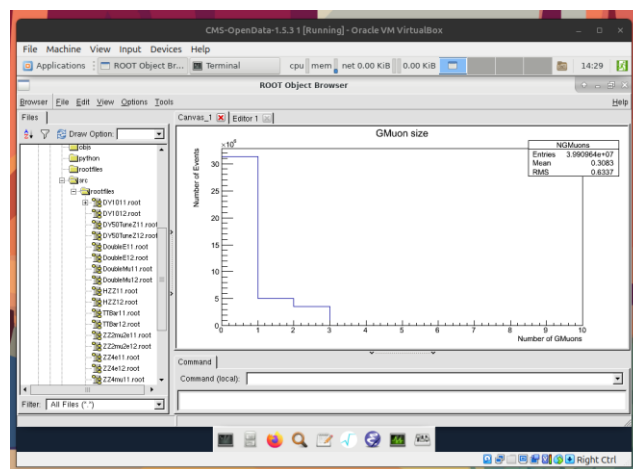 CMS-OpenData-1.5.3 1 [Running] - Oracle VM VirtualBox
File Machine View Input Devices Help
Applications ROOT Object Br... Terminal cpu mem net 0.00 KiB 0.00 KiB 14:29
ROOT Object Browser
Browser File Edit View Options Tools Help
Files Canvas_1 Editor 1
Draw Option:
obis
python
rootfiles
src
rootfiles
DY1011.root
DY1012.root
DY50TuneZ11.root
DY50TuneZ12.root
DoubleE11.root
DoubleE12.root
DoubleMu11.root
DoubleMu12.root
HZZ11.root
HZZ12.root
TTBar11.root
TTBar12.root
ZZ2mu2e11.root
ZZ2mu2e12.root
ZZ4e11.root
ZZ4e12.root
ZZ4mu11.root
Filter: All Files (*.*)
GMuon size
×10⁶
Number of Events
30
25
20
15
10
5
0
0 1 2 3 4 5 6 7 8 9 10
Number of GMuons
NGMuons
Entries 3.990964e+07
Mean 0.3083
RMS 0.6337
Command
Command (local):
Right Ctrl